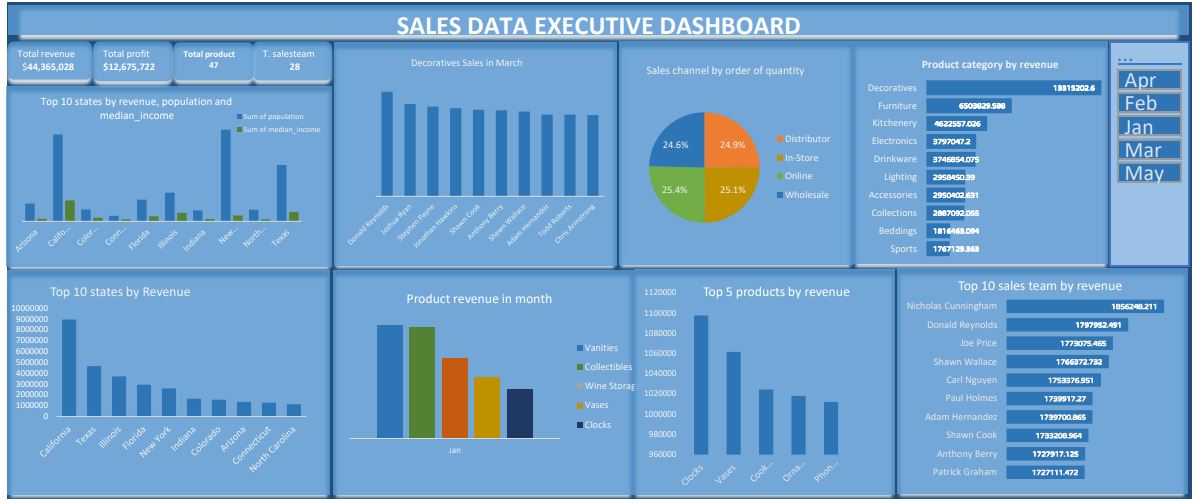 SALES DATA EXECUTIVE DASHBOARD
Total revenue
$44,365,028
Total profit
$12,675,722
Total product
47
T. salesteam
28
Top 10 states by revenue, population and
median_income
Sum of population
Sum of median_income
Arizona
Califo...
Color...
Conn...
Florida
Illinois
Indiana
New...
North...
Texas
Decoratives Sales in March
Donald Reynolds
Joshua Ryan
Stephen Payne
Jonathan Hawkins
Shawn Cook
Anthony Berry
Shawn Wallace
Adam Hernandez
Todd Roberts
Chris Armstrong
Sales channel by order of quantity
24.6%
24.9%
25.4%
25.1%
Distributor
In-Store
Online
Wholesale
Product category by revenue
Decoratives 13315202.6
Furniture 6503829.588
Kitchenery 4622557.026
Electronics 3797047.2
Drinkware 3746854.075
Lighting 2958450.39
Accessories 2950402.631
Collections 2887092.055
Beddings 1816463.094
Sports 1767129.363
...
Apr
Feb
Jan
Mar
May
Top 10 states by Revenue
10000000
9000000
8000000
7000000
6000000
5000000
4000000
3000000
2000000
1000000
0
California
Texas
Illinois
Florida
New York
Indiana
Colorado
Arizona
Connecticut
North Carolina
Product revenue in month
Jan
Vanities
Collectibles
Wine Storag
Vases
Clocks
Top 5 products by revenue
1120000
1100000
1080000
1060000
1040000
1020000
1000000
980000
960000
Clocks
Vases
Cook...
Orna...
Phon...
Top 10 sales team by revenue
Nicholas Cunningham 1856248.211
Donald Reynolds 1797952.491
Joe Price 1773075.465
Shawn Wallace 1766372.732
Carl Nguyen 1753376.951
Paul Holmes 1739917.27
Adam Hernandez 1739700.865
Shawn Cook 1733208.964
Anthony Berry 1727917.125
Patrick Graham 1727111.472